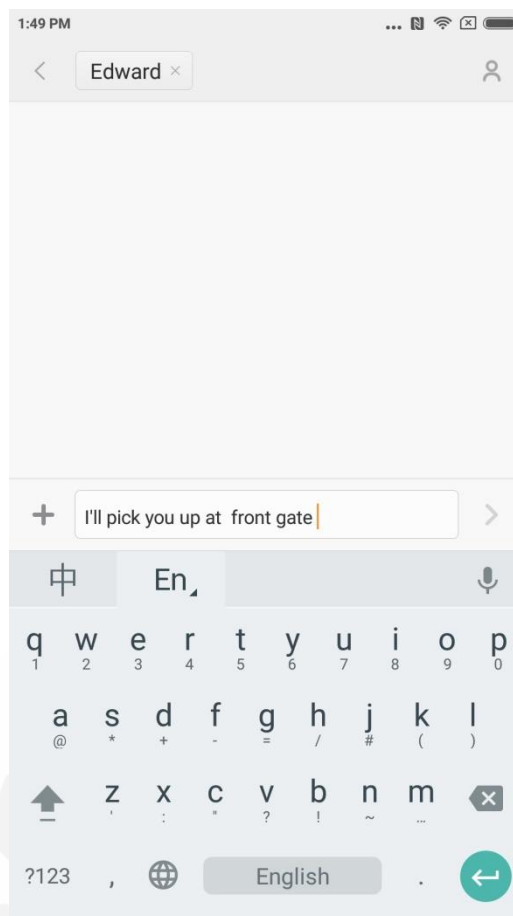 1:49 PM
Edward ×
I'll pick you up at  front gate
中 En
q w e r t y u i o p
1 2 3 4 5 6 7 8 9 0
a s d f g h j k l
@ * + - = / # ( )
z x c v b n m
' : " ? ! ~ ...
?123 , English .